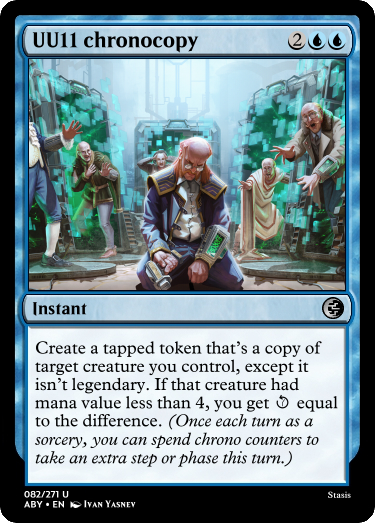 UU11 chronocopy 2
Instant
Create a tapped token that's a copy of
target creature you control, except it
isn't legendary. If that creature had
mana value less than 4, you get equal
to the difference. (Once each turn as a
sorcery, you can spend chrono counters to
take an extra step or phase this turn.)
082/271 U
Stasis
ABY • EN Ivan Yasnev